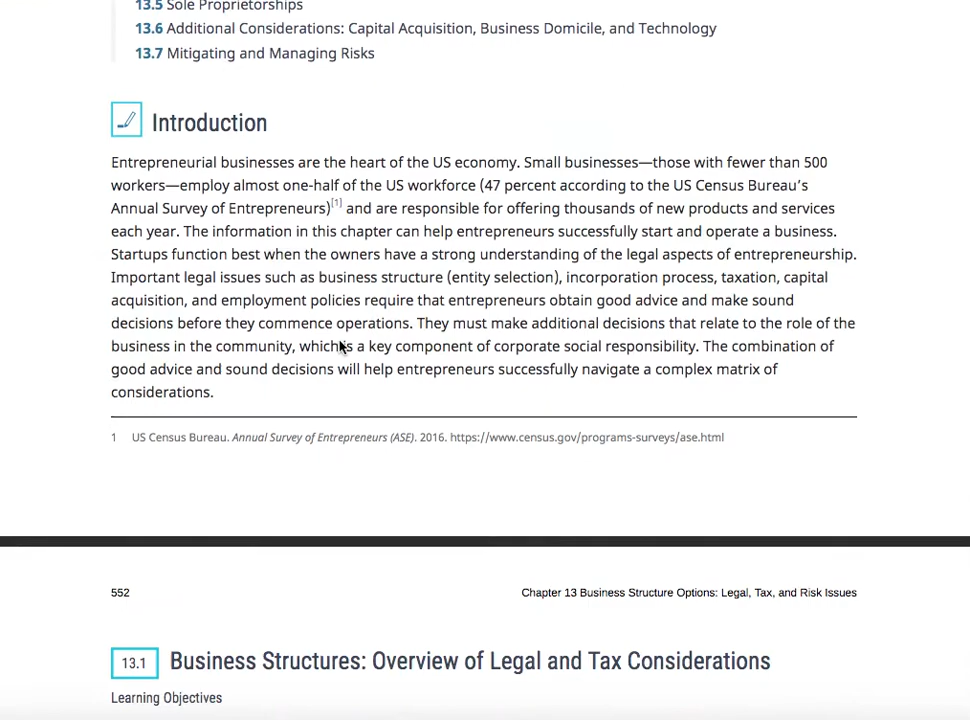 13.5 Sole Proprietorships
13.6 Additional Considerations: Capital Acquisition, Business Domicile, and Technology
13.7 Mitigating and Managing Risks
Introduction
Entrepreneurial businesses are the heart of the US economy. Small businesses—those with fewer than 500
workers—employ almost one-half of the US workforce (47 percent according to the US Census Bureau’s
Annual Survey of Entrepreneurs)[1] and are responsible for offering thousands of new products and services
each year. The information in this chapter can help entrepreneurs successfully start and operate a business.
Startups function best when the owners have a strong understanding of the legal aspects of entrepreneurship.
Important legal issues such as business structure (entity selection), incorporation process, taxation, capital
acquisition, and employment policies require that entrepreneurs obtain good advice and make sound
decisions before they commence operations. They must make additional decisions that relate to the role of the
business in the community, which is a key component of corporate social responsibility. The combination of
good advice and sound decisions will help entrepreneurs successfully navigate a complex matrix of
considerations.
1 US Census Bureau. Annual Survey of Entrepreneurs (ASE). 2016. https://www.census.gov/programs-surveys/ase.html
552 Chapter 13 Business Structure Options: Legal, Tax, and Risk Issues
13.1 Business Structures: Overview of Legal and Tax Considerations
Learning Objectives